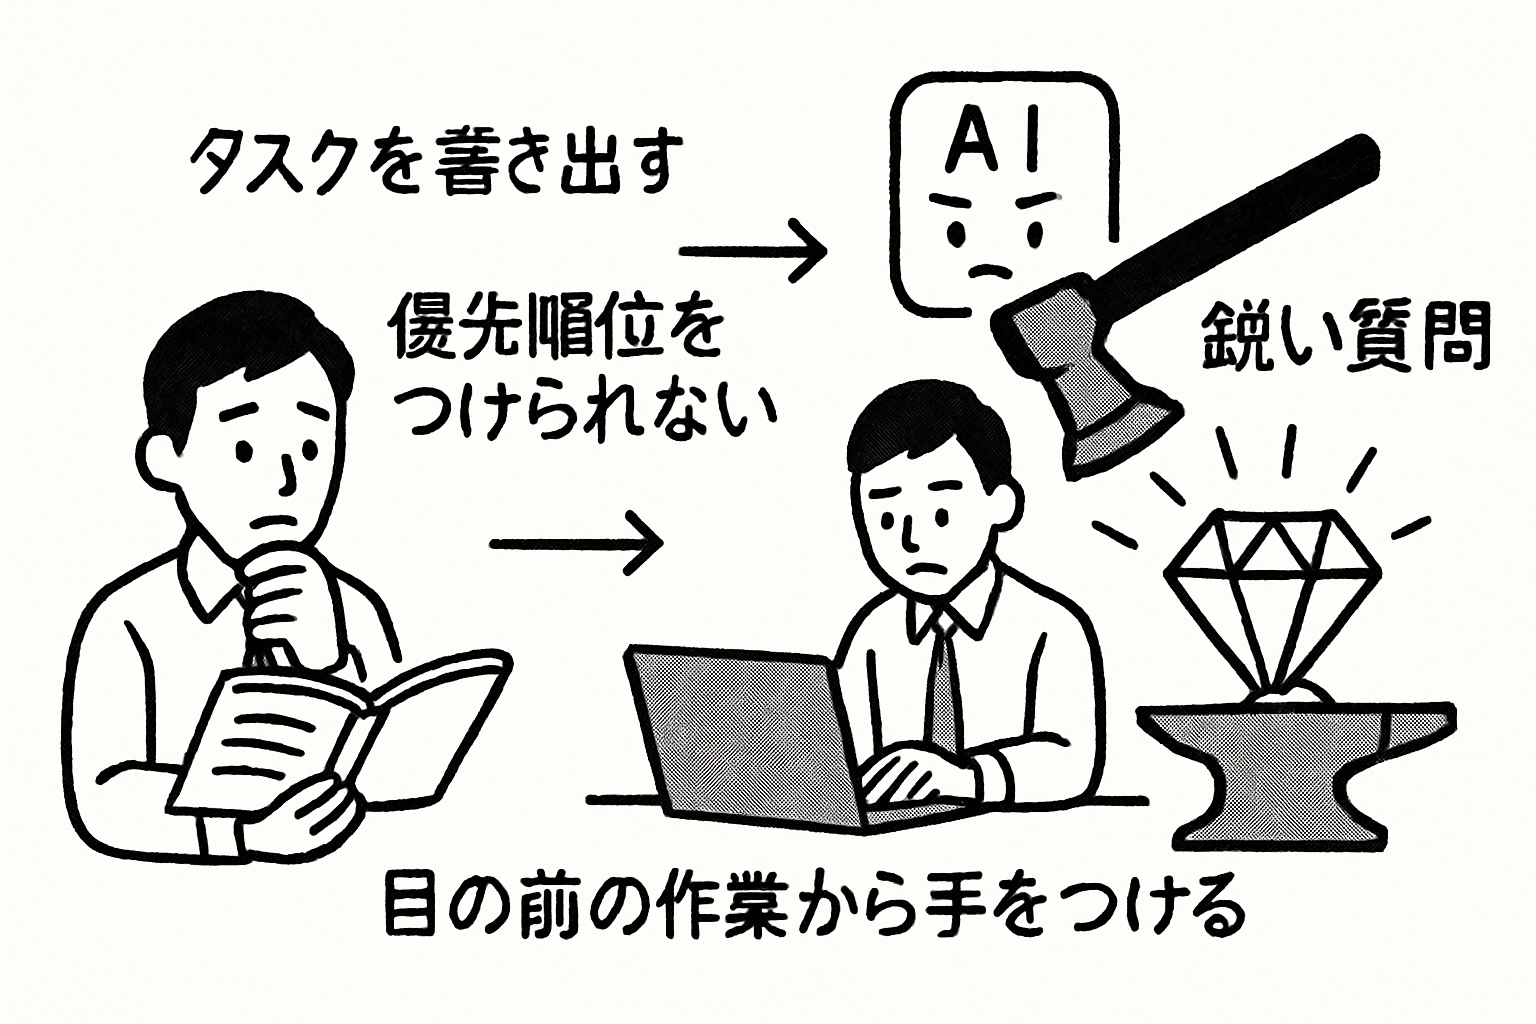 タスクを書き出す
AI
優先順位を
つけられない
鋭い質問
目の前の作業から手をつける